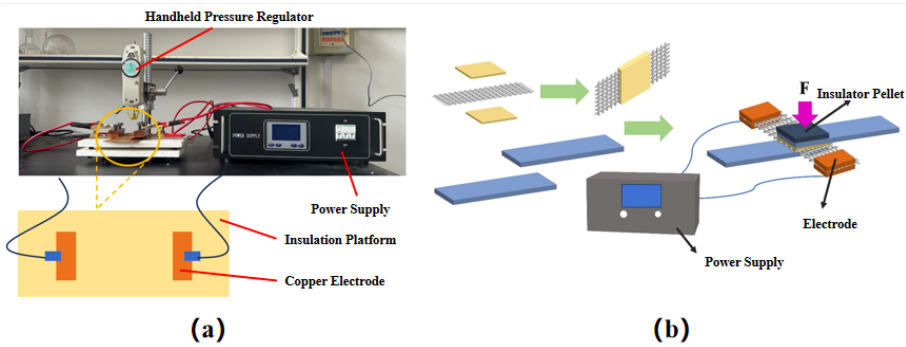 Handheld Pressure Regulator
POWER SUPPLY
Power Supply
Insulation Platform
Copper Electrode
(a)
F
Insulator Pellet
Electrode
Power Supply
(b)